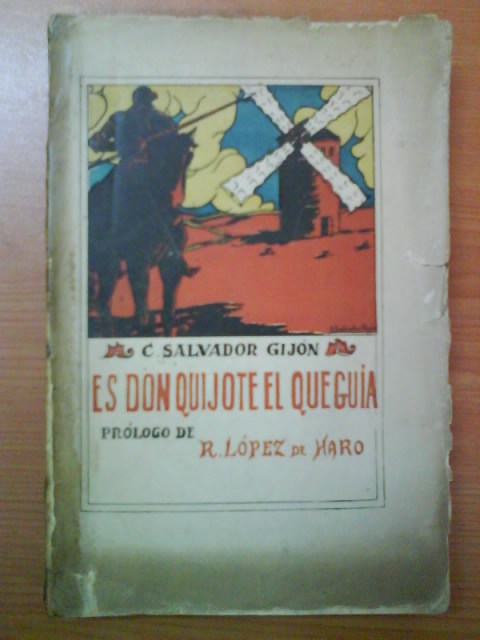 C. SALVADOR GIJÓN
ES DON QUIJOTE EL QUE GUÍA
PRÓLOGO DE
R. LÓPEZ DE HARO